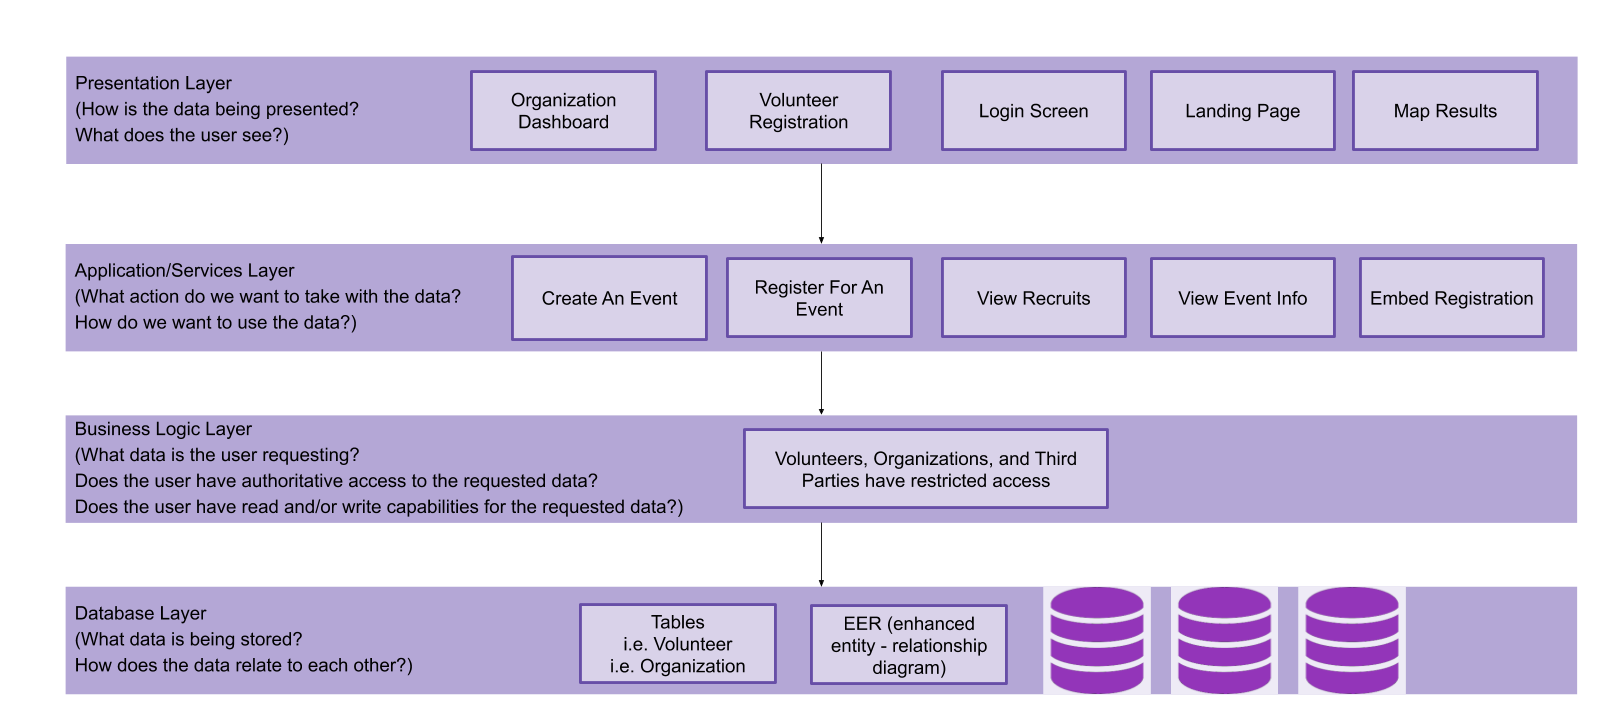 Presentation Layer
(How is the data being presented?
What does the user see?)
Organization
Dashboard
Volunteer
Registration
Login Screen
Landing Page
Map Results
Application/Services Layer
(What action do we want to take with the data?
How do we want to use the data?)
Create An Event
Register For An
Event
View Recruits
View Event Info
Embed Registration
Business Logic Layer
(What data is the user requesting?
Does the user have authoritative access to the requested data?
Does the user have read and/or write capabilities for the requested data?)
Volunteers, Organizations, and Third
Parties have restricted access
Database Layer
(What data is being stored?
How does the data relate to each other?)
Tables
i.e. Volunteer
i.e. Organization
EER (enhanced
entity - relationship
diagram)